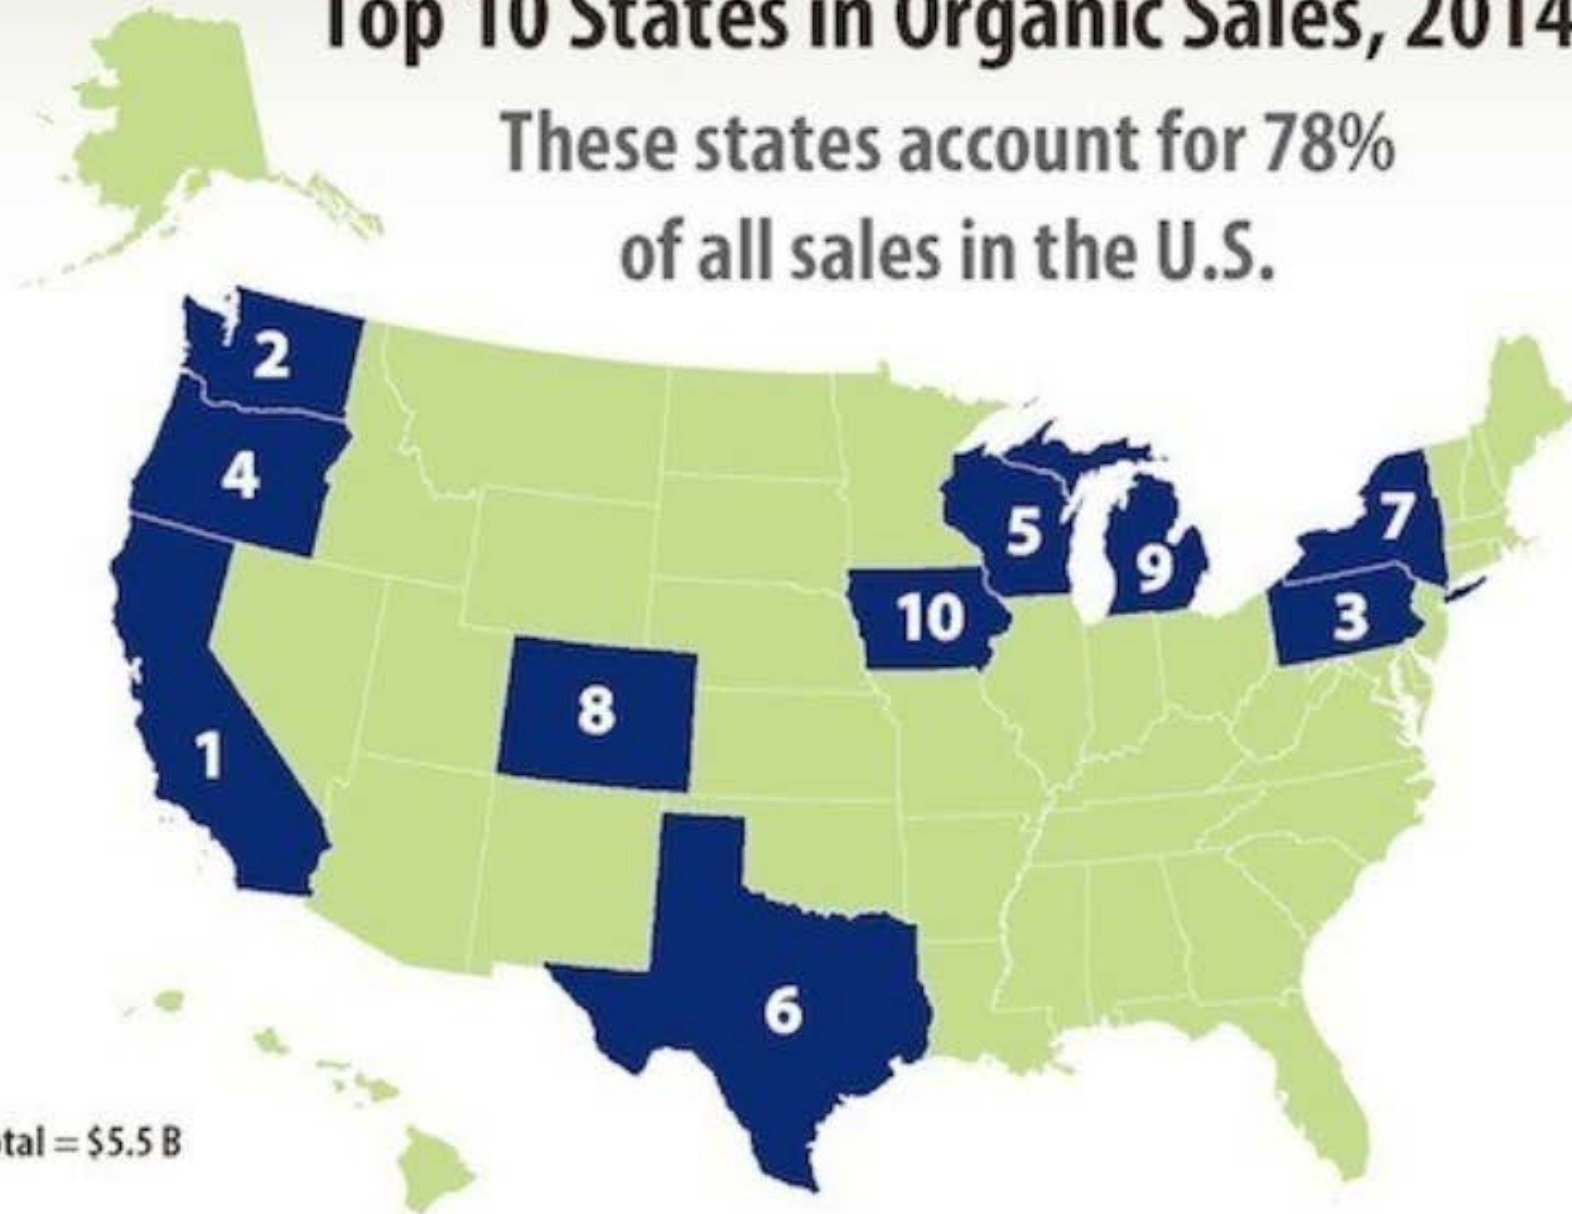 Top 10 States in Organic Sales, 2014
These states account for 78%
of all sales in the U.S.
2
4
7
5
9
10
3
8
1
6
tal = $5.5 B